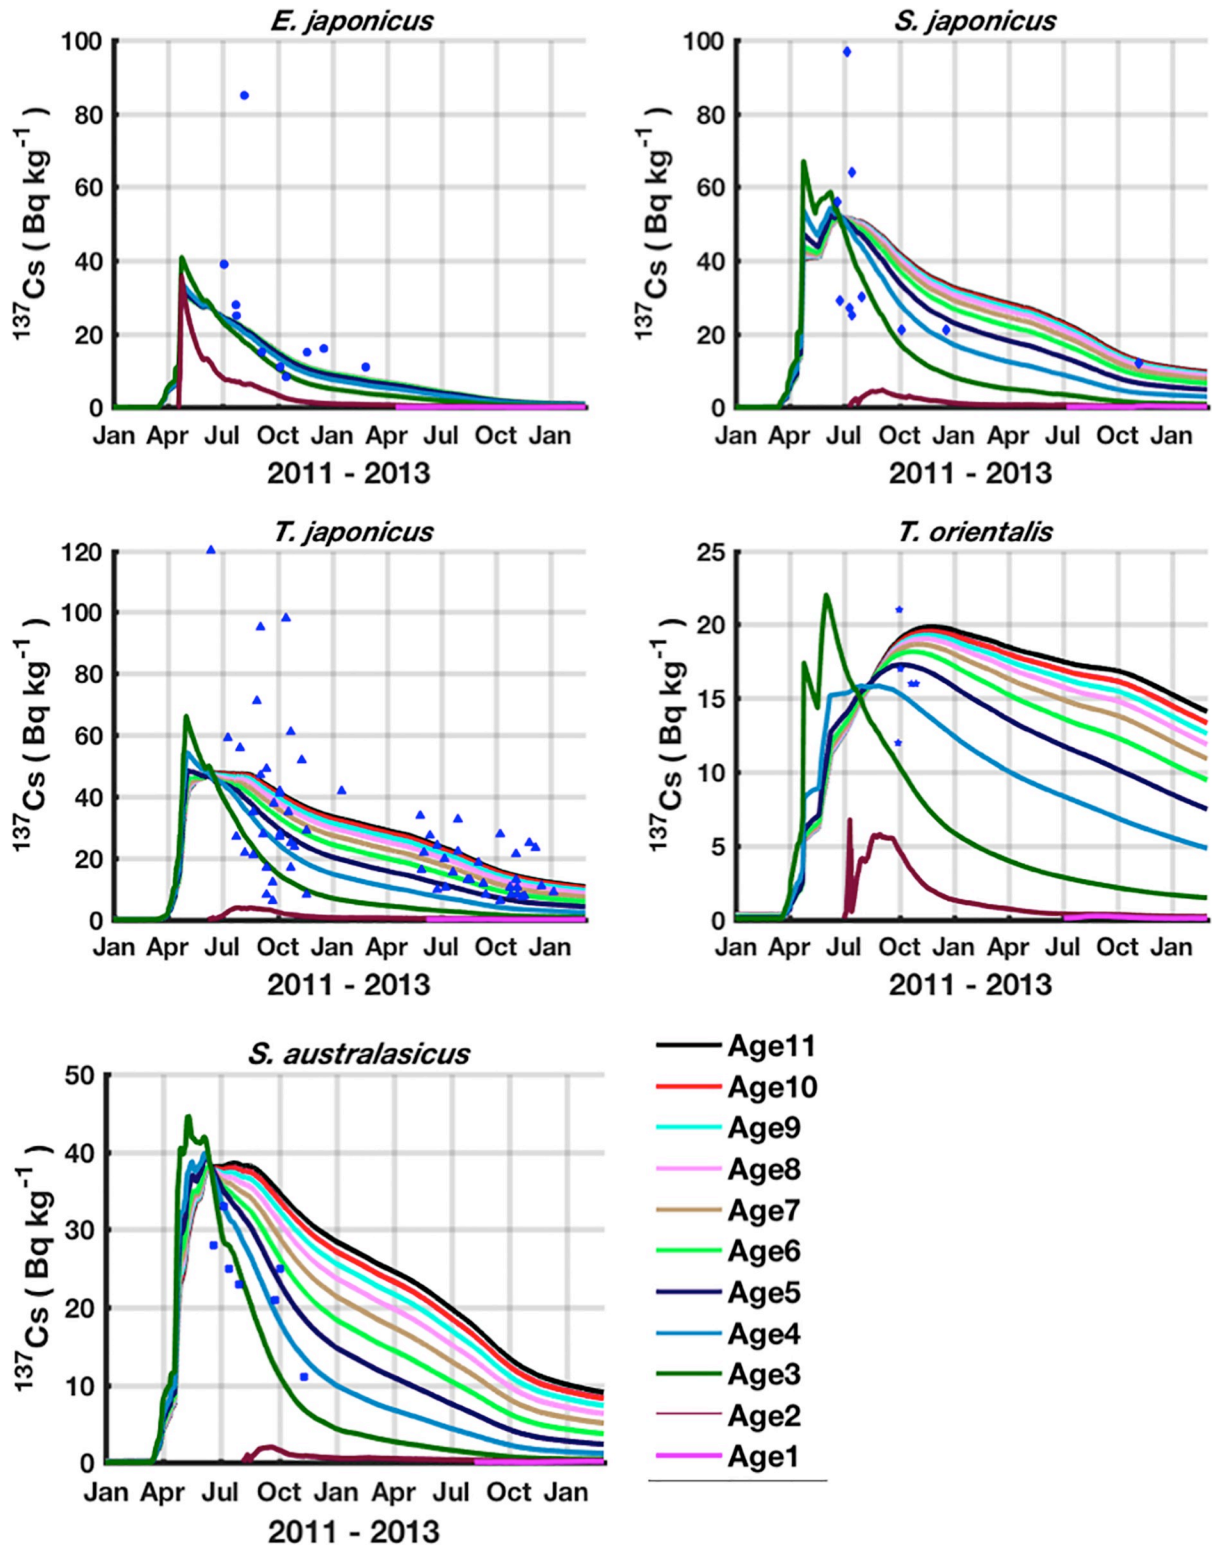 E. japonicus
100
80
60
40
20
0
137Cs ( Bq kg-1 )
Jan Apr Jul Oct Jan Apr Jul Oct Jan
2011 - 2013
S. japonicus
100
80
60
40
20
0
137Cs ( Bq kg-1 )
Jan Apr Jul Oct Jan Apr Jul Oct Jan
2011 - 2013
T. japonicus
120
100
80
60
40
20
0
137Cs ( Bq kg-1 )
Jan Apr Jul Oct Jan Apr Jul Oct Jan
2011 - 2013
T. orientalis
25
20
15
10
5
0
137Cs ( Bq kg-1 )
Jan Apr Jul Oct Jan Apr Jul Oct Jan
2011 - 2013
S. australasicus
50
40
30
20
10
0
137Cs ( Bq kg-1 )
Jan Apr Jul Oct Jan Apr Jul Oct Jan
2011 - 2013
Age11
Age10
Age9
Age8
Age7
Age6
Age5
Age4
Age3
Age2
Age1